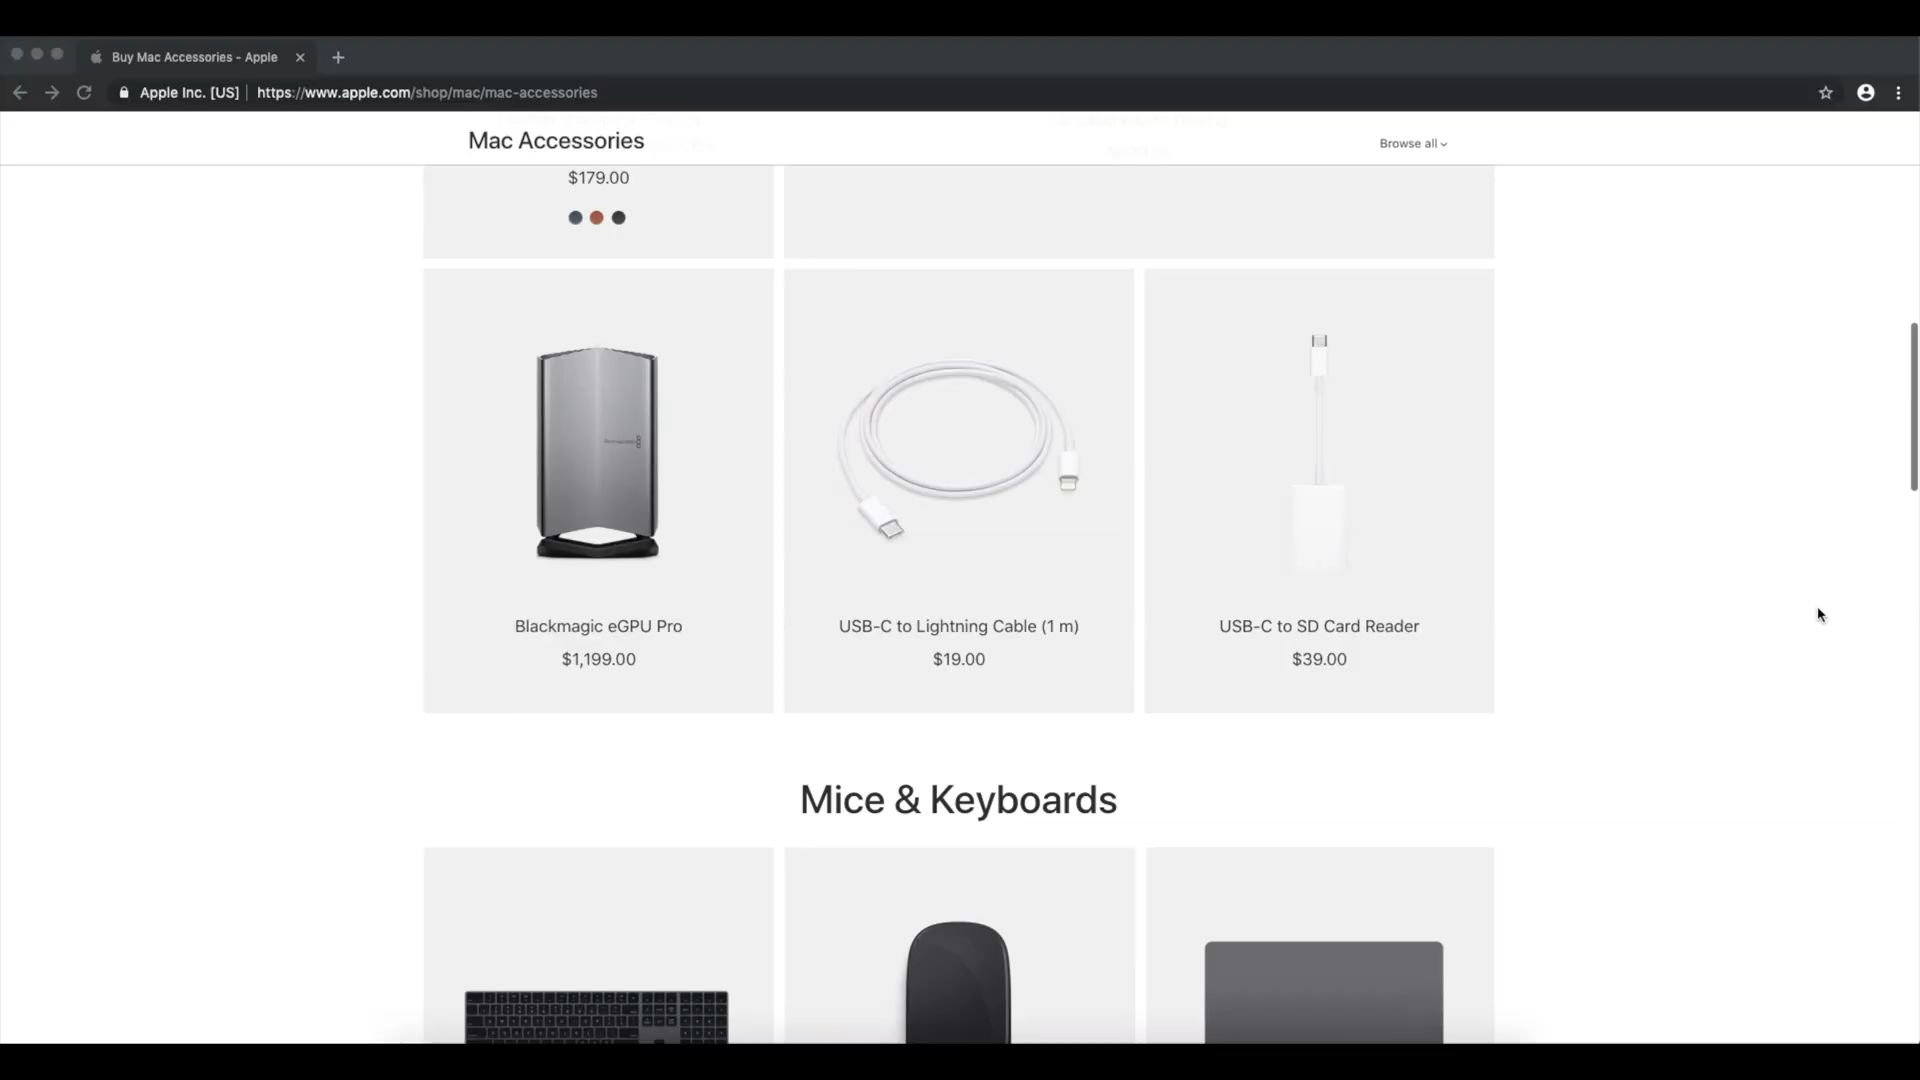 Buy Mac Accessories - Apple
Apple Inc. [US]
https://www.apple.com/shop/mac/mac-accessories
Mac Accessories
Browse all
$179.00
Blackmagic eGPU Pro
$1,199.00
USB-C to Lightning Cable (1 m)
$19.00
USB-C to SD Card Reader
$39.00
Mice & Keyboards